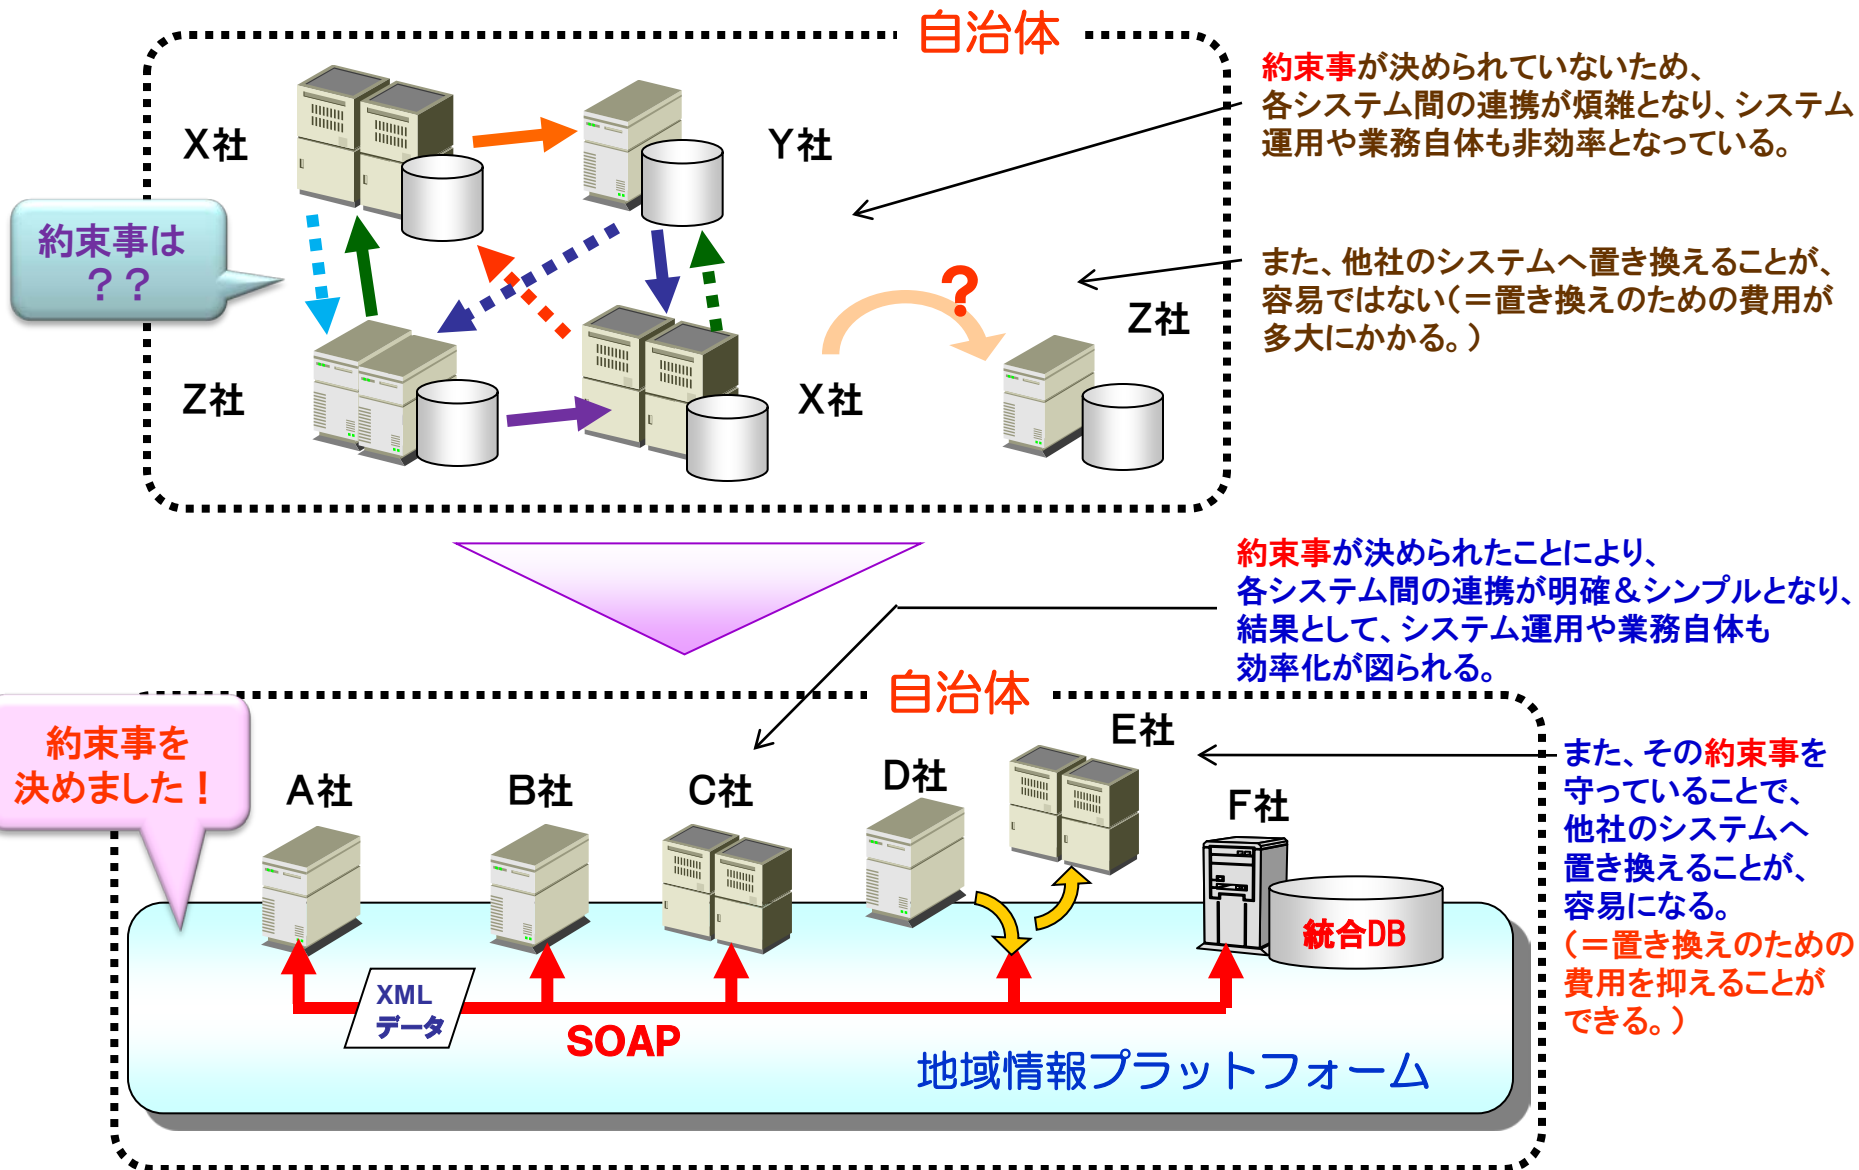 自治体
約束事が決められていないため、
各システム間の連携が煩雑となり、システム
運用や業務自体も非効率となっている。
X社
Y社
約束事は
？？
また、他社のシステムへ置き換えることが、
容易ではない（＝置き換えのための費用が
多大にかかる。）
?
Z社
Z社
X社
約束事が決められたことにより、
各システム間の連携が明確＆シンプルとなり、
結果として、システム運用や業務自体も
効率化が図られる。
自治体
約束事を
決めました！
A社
B社
C社
D社
E社
F社
また、その約束事を
守っていることで、
他社のシステムへ
置き換えることが、
容易になる。
（＝置き換えのための
費用を抑えることが
できる。）
統合DB
XML
データ
SOAP
地域情報プラットフォーム